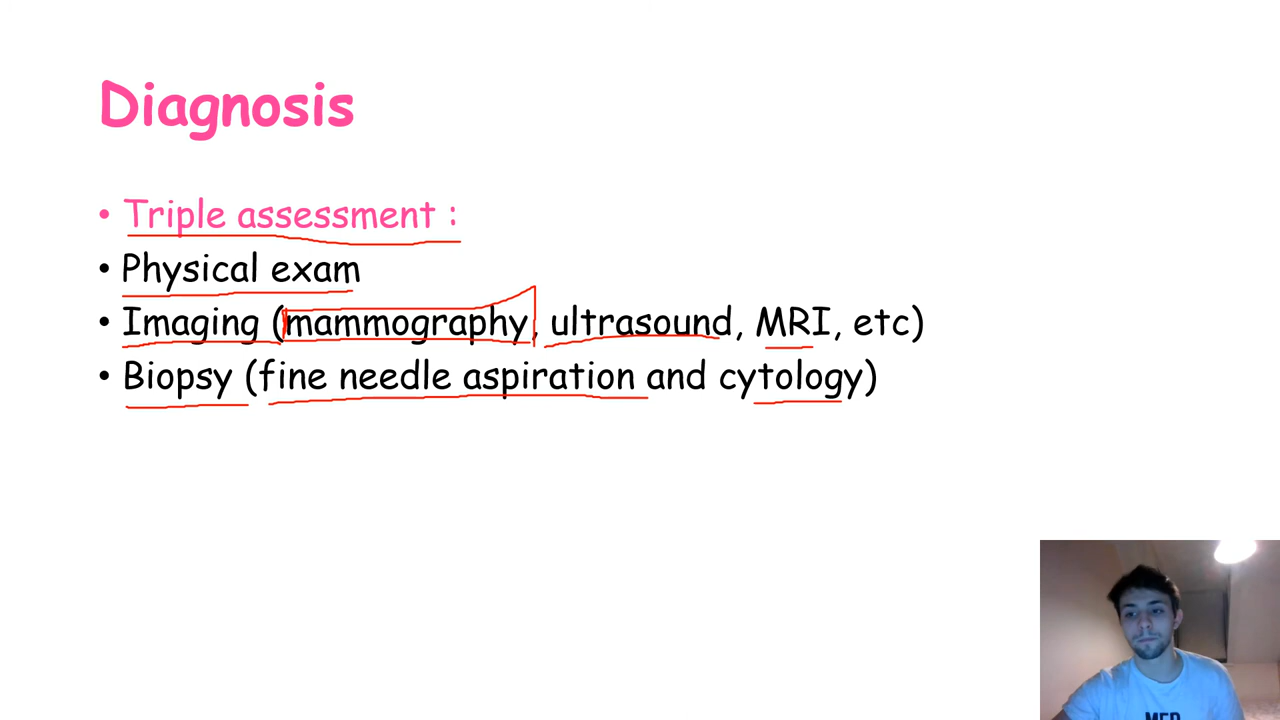 Diagnosis
• Triple assessment :
• Physical exam
• Imaging (mammography, ultrasound, MRI, etc)
• Biopsy (fine needle aspiration and cytology)